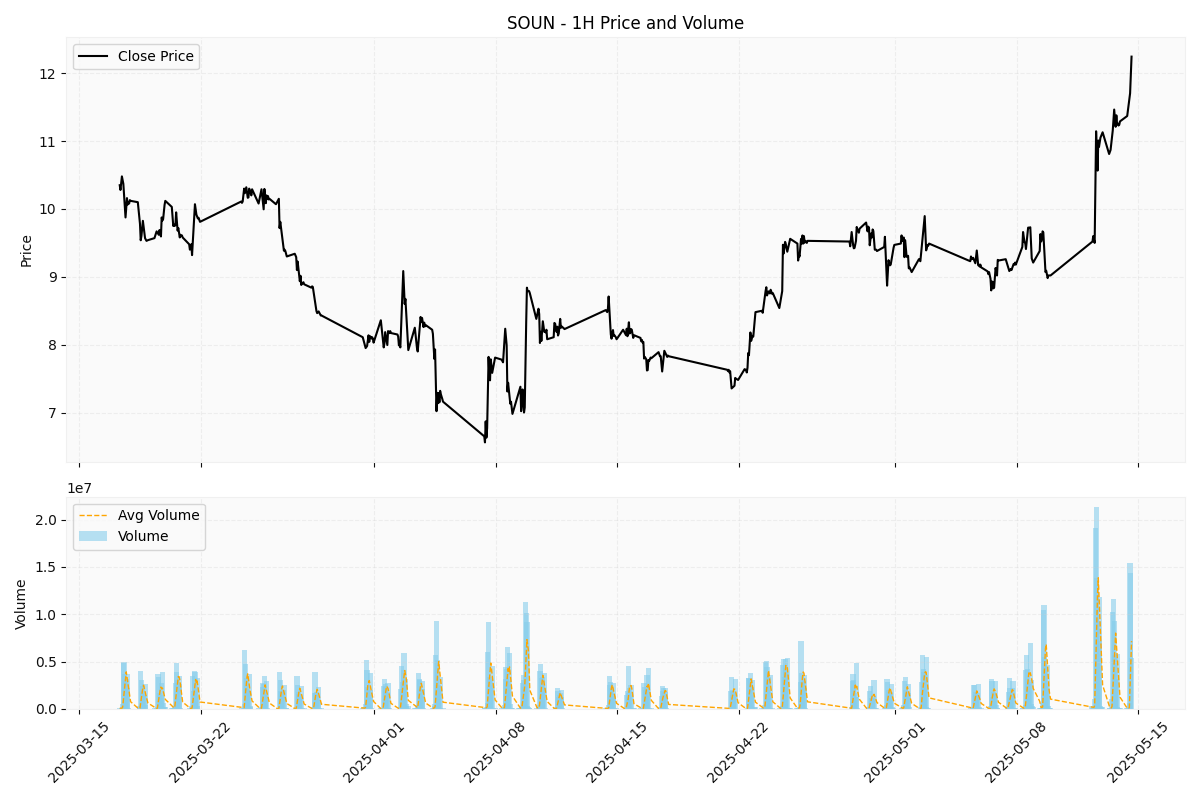 SOUN - 1H Price and Volume
Close Price
12
11
10
9
8
7
Price
1e7
Avg Volume
Volume
2.0
1.5
1.0
0.5
0.0
Volume
2025-03-15
2025-03-22
2025-04-01
2025-04-08
2025-04-15
2025-04-22
2025-05-01
2025-05-08
2025-05-15